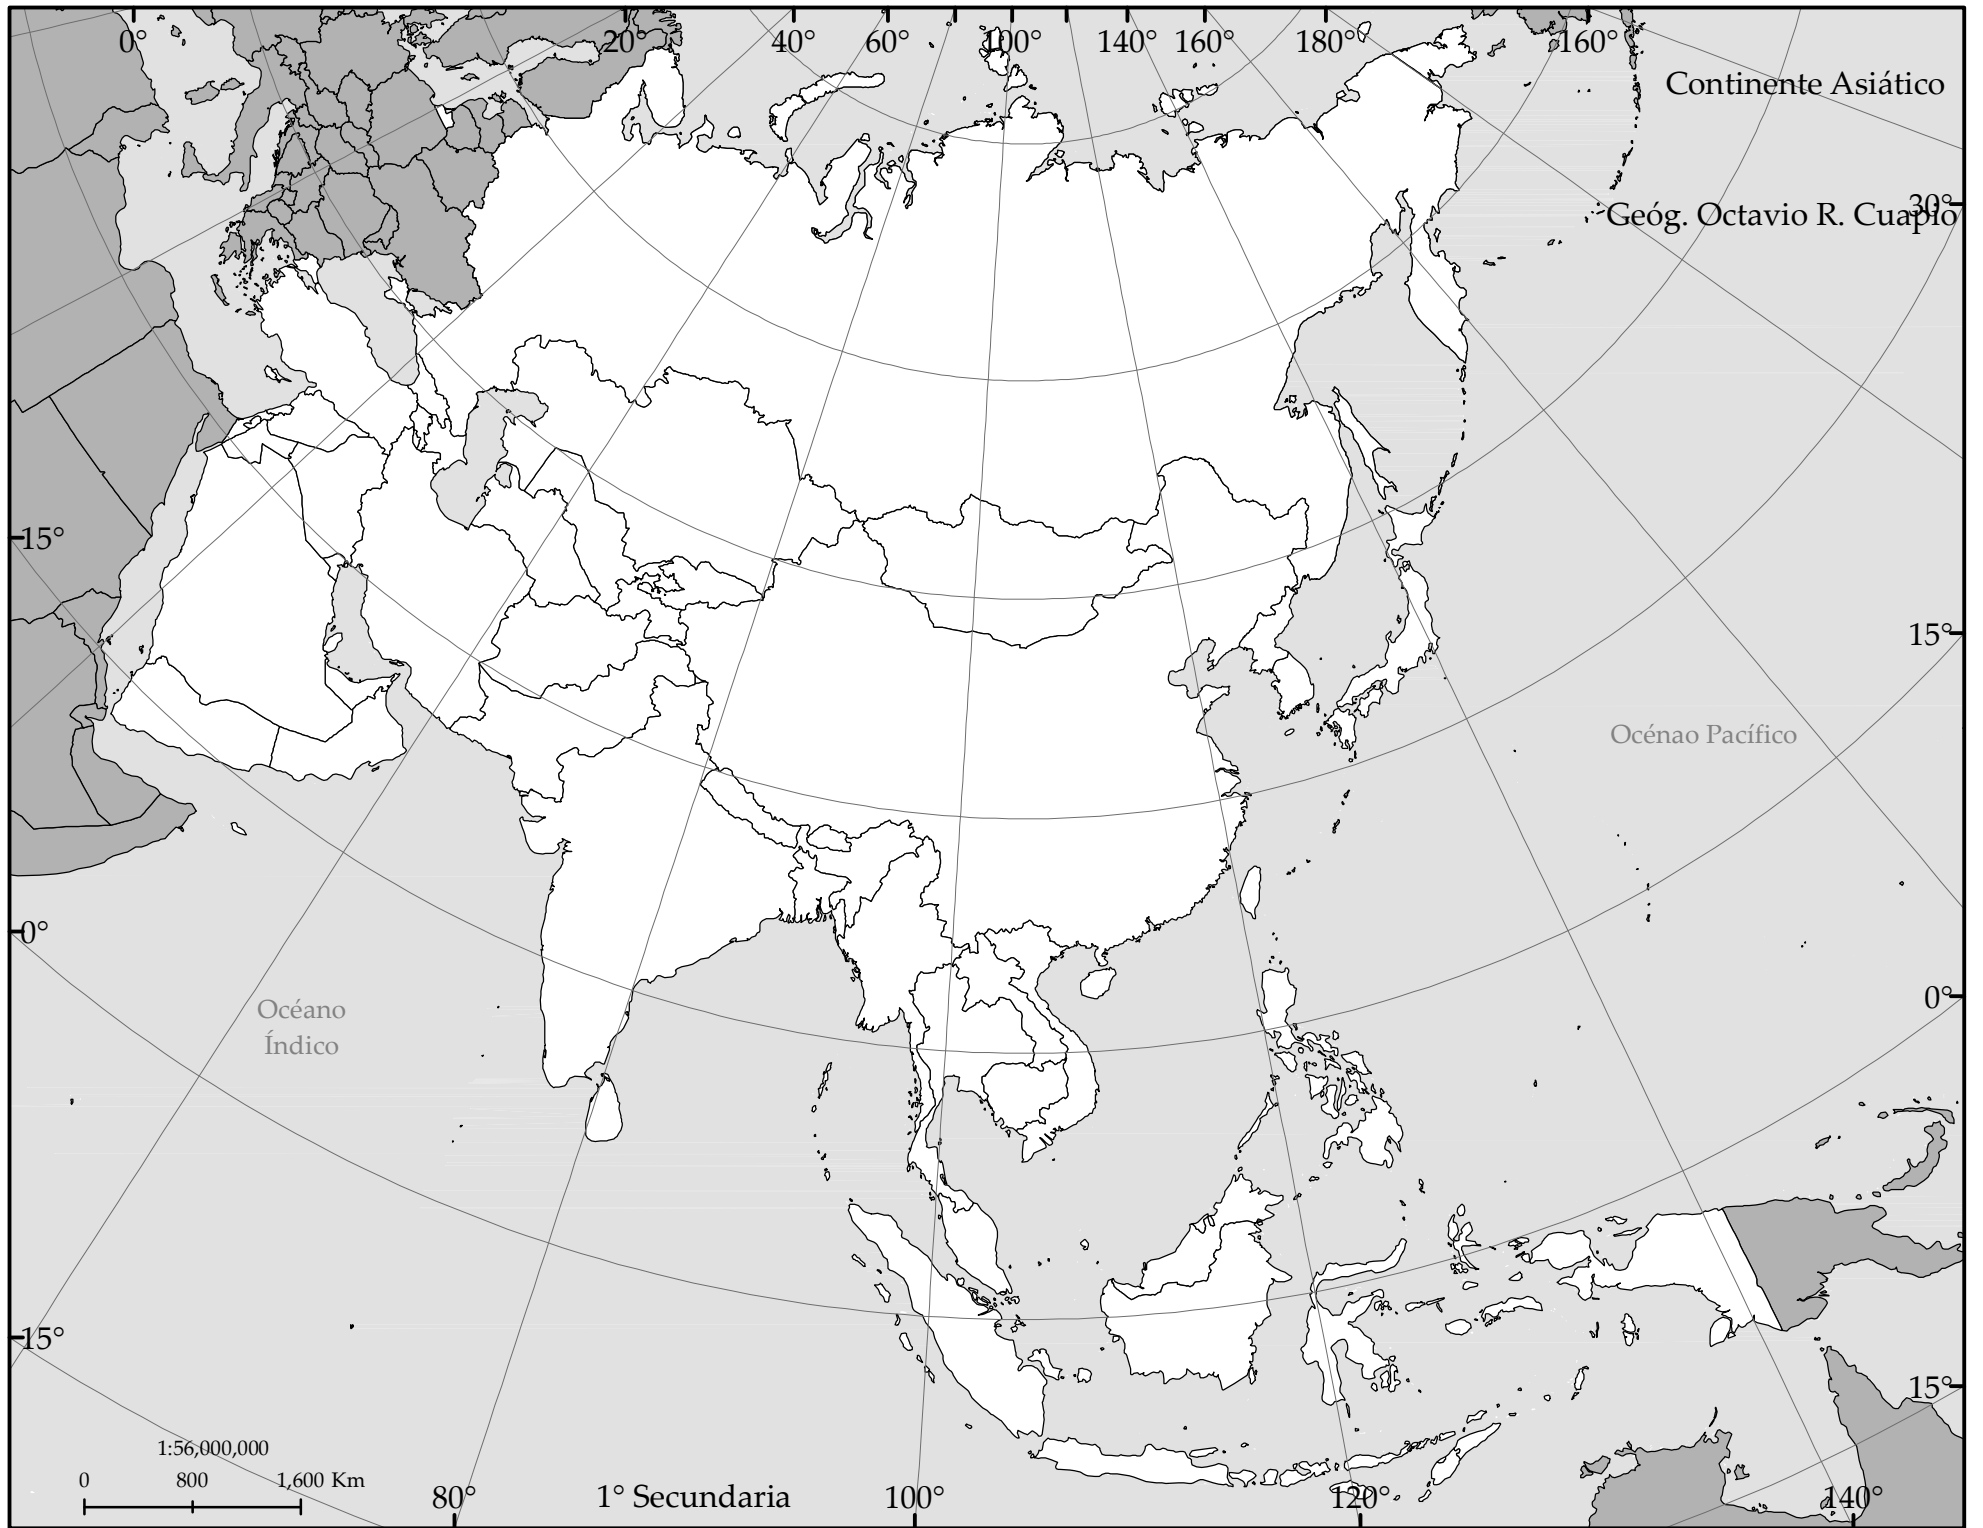 0° 20° 40° 60° 100° 140° 160° 180° 160°
Continente Asiático
30°
Geóg. Octavio R. Cuapio
15°
15°
Océnao Pacífico
0°
0°
Océano
Índico
15°
15°
1:56,000,000
0 800 1,600 Km
80° 1° Secundaria 100° 120° 140°